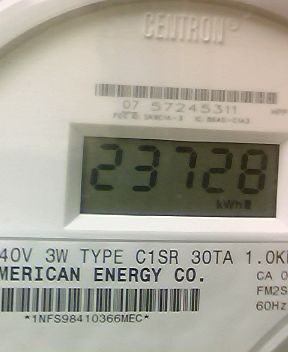 CENTRON®
07 57245311
23728
kWh
40V 3W TYPE C1SR 30TA 1.0K
MERICAN ENERGY CO.
CA 0
FM2S
60Hz
*1NFS98410366MEC*